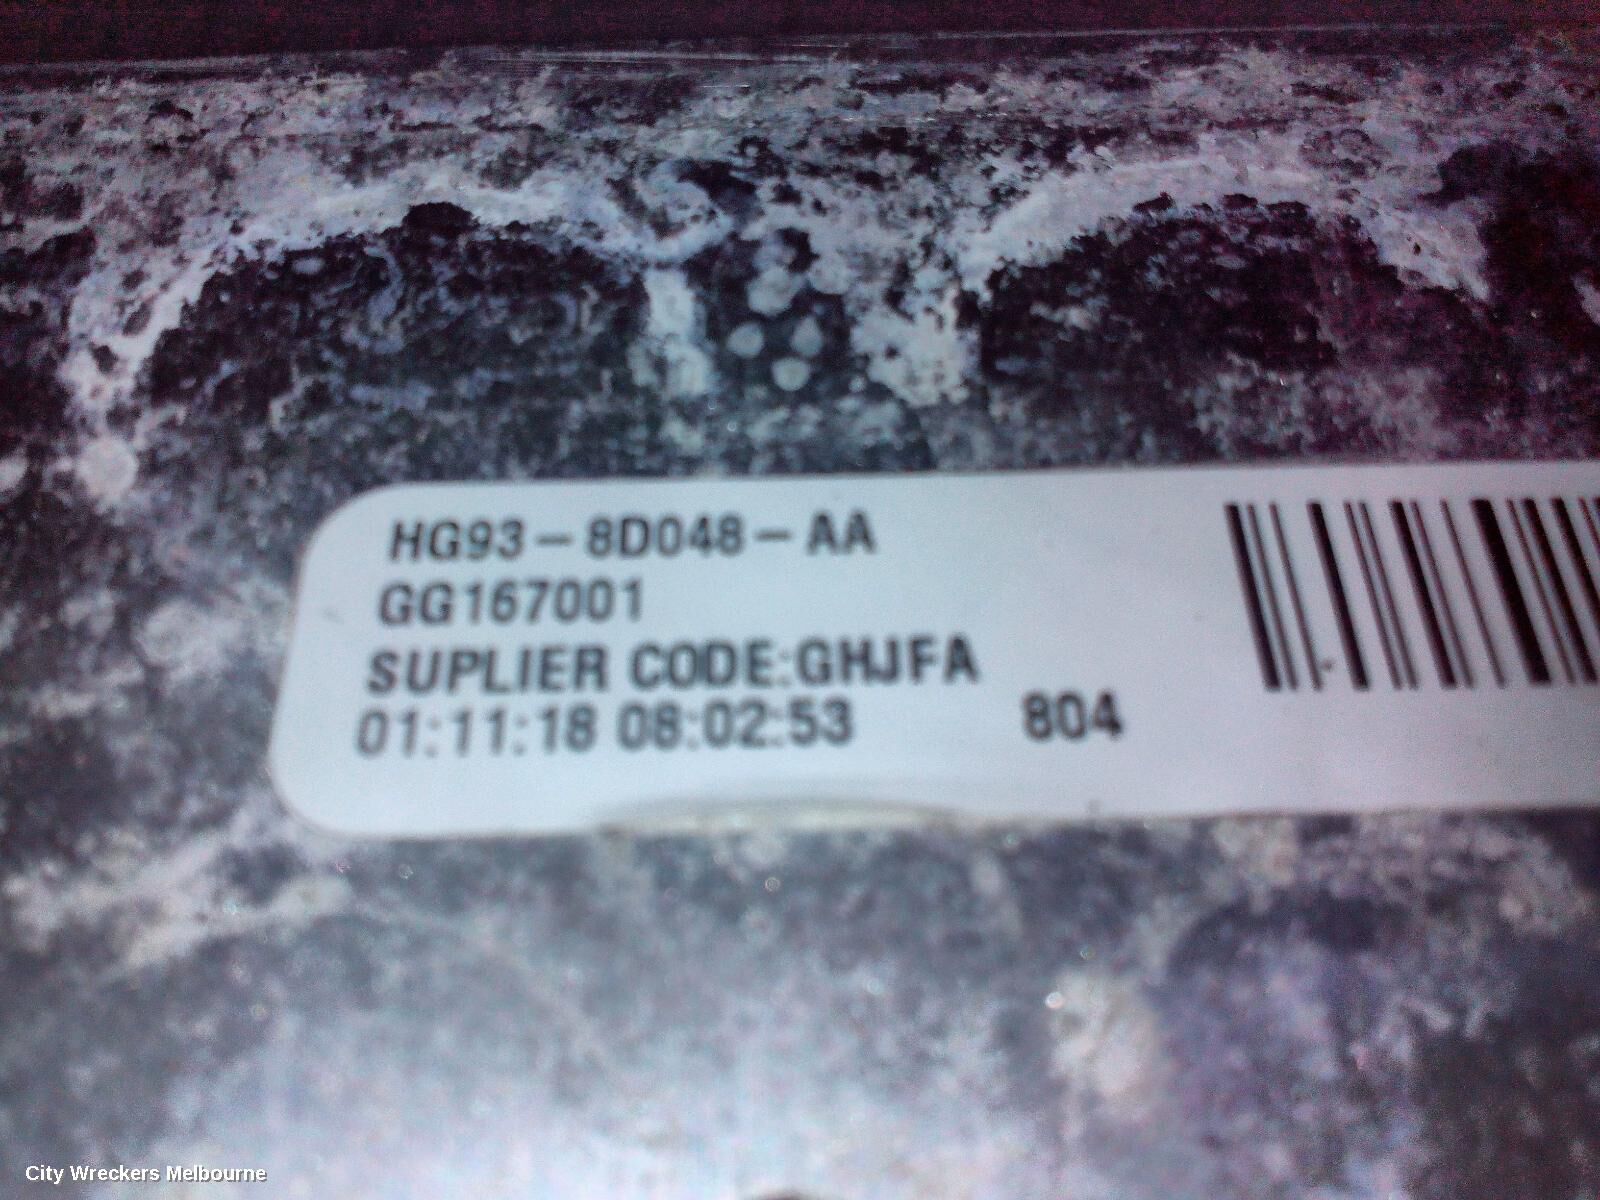 HG93-8D048-AA
GG167001
SUPLIER CODE:GHJFA
01:11:18 08:02:53 804
City Wreckers Melbourne